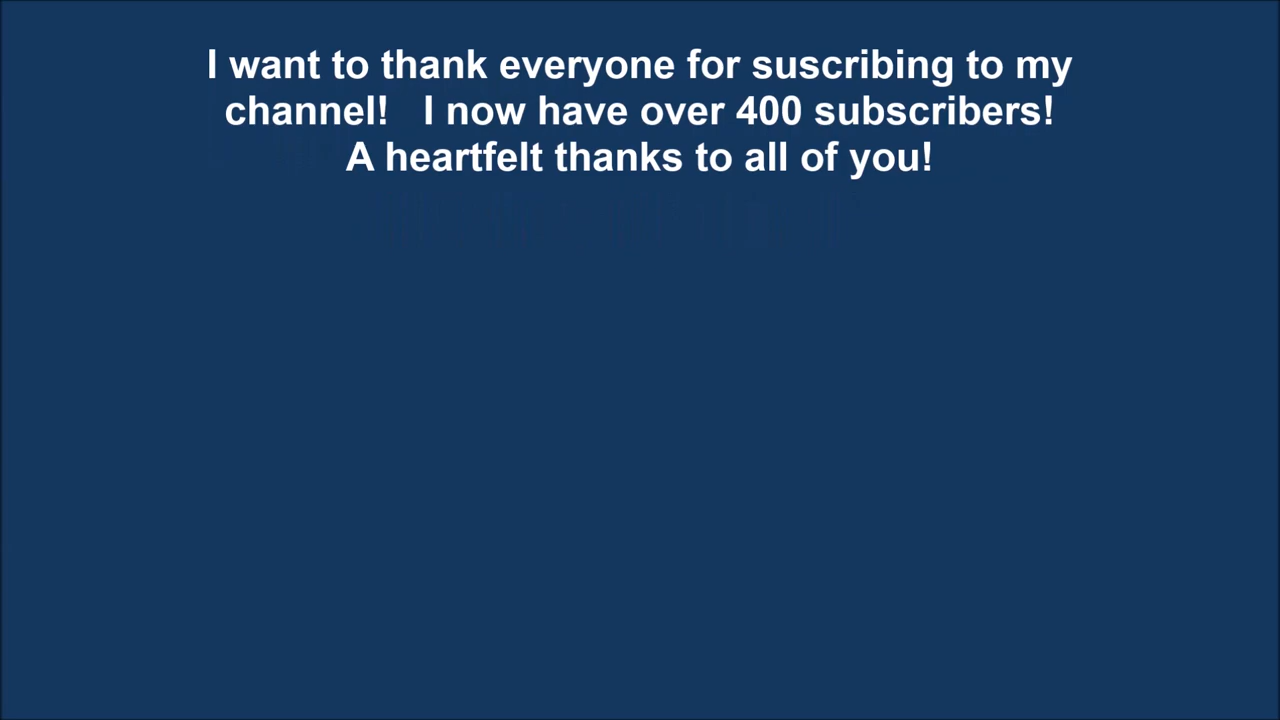 I want to thank everyone for suscribing to my
channel!   I now have over 400 subscribers!
A heartfelt thanks to all of you!